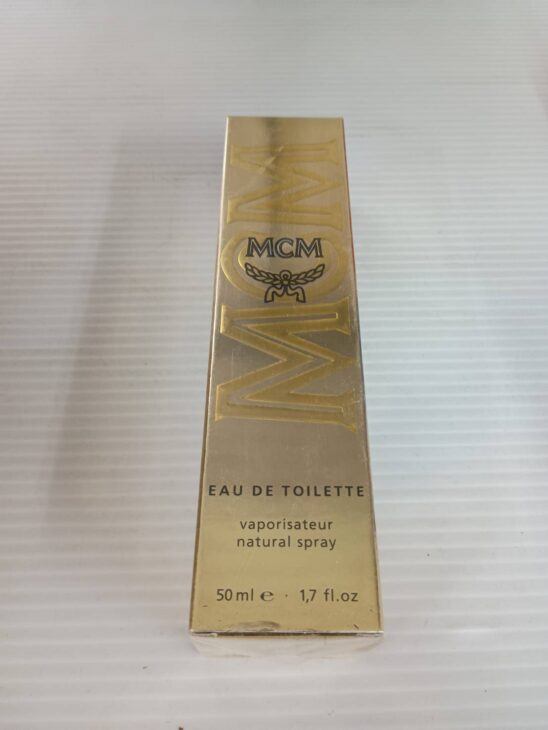 MCM
MCM
EAU DE TOILETTE
vaporisateur
natural spray
50 ml e · 1,7 fl.oz